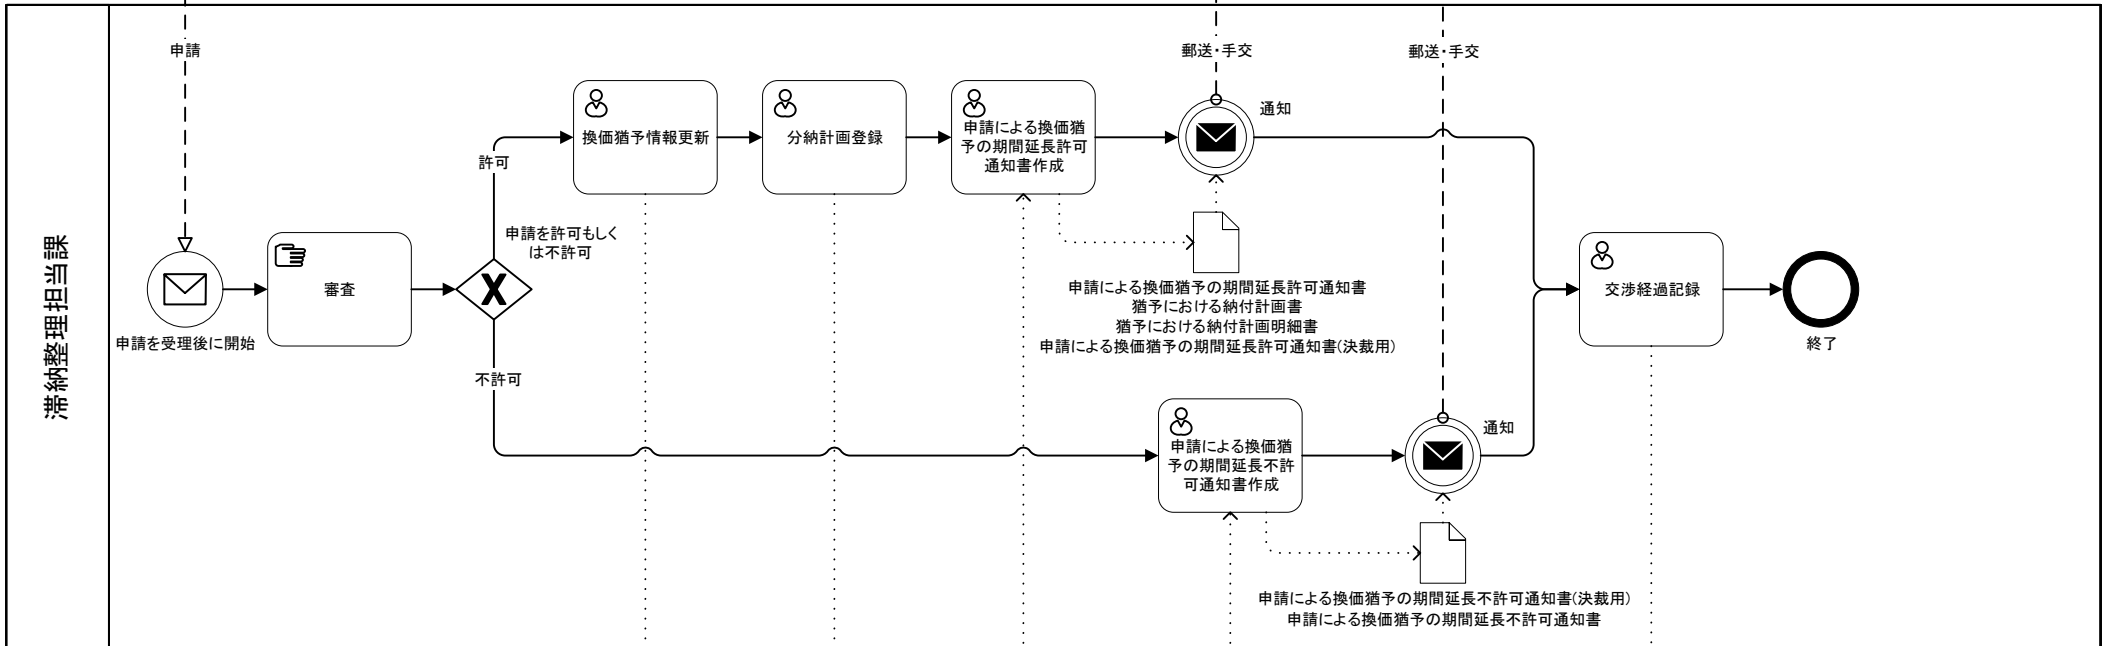 滞納整理担当課
申請
郵送・手交
郵送・手交
換価猶予情報更新
分納計画登録
申請による換価猶
予の期間延長許可
通知書作成
通知
許可
申請を許可もしく
は不許可
審査
申請を受理後に開始
申請による換価猶予の期間延長許可通知書
猶予における納付計画書
猶予における納付計画明細書
申請による換価猶予の期間延長許可通知書(決裁用)
交渉経過記録
終了
不許可
申請による換価猶
予の期間延長不許
可通知書作成
通知
申請による換価猶予の期間延長不許可通知書(決裁用)
申請による換価猶予の期間延長不許可通知書